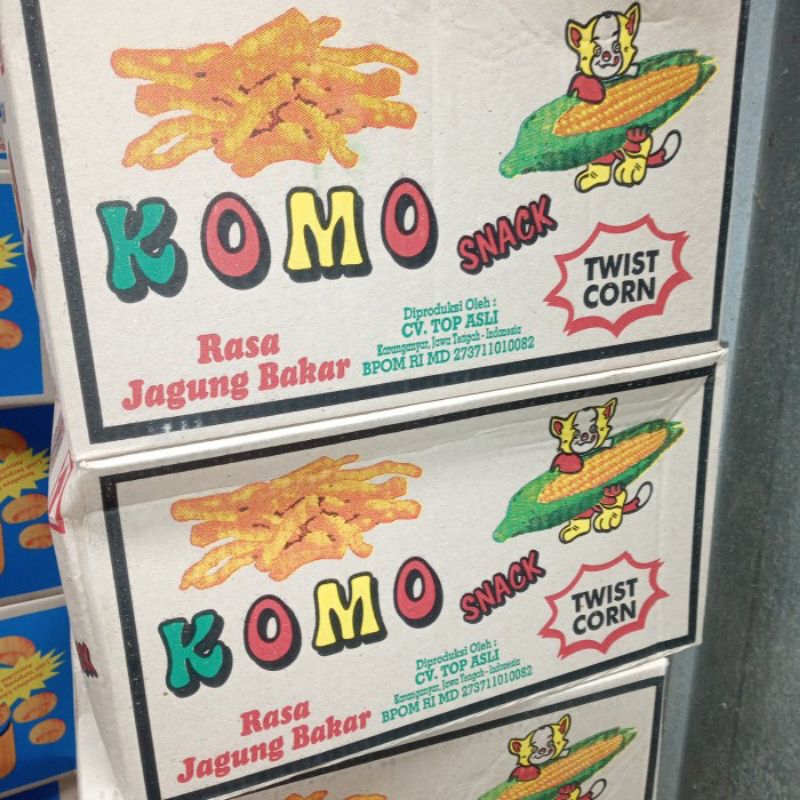 KOMO SNACK
TWIST
CORN
Rasa
Jagung Bakar
Diproduksi Oleh :
CV. TOP ASLI
Karanganyar, Jawa Tengah - Indonesia
BPOM RI MD 273711010082
KOMO SNACK
TWIST
CORN
Rasa
Jagung Bakar
Diproduksi Oleh :
CV. TOP ASLI
Karanganyar, Jawa Tengah - Indonesia
BPOM RI MD 273711010082